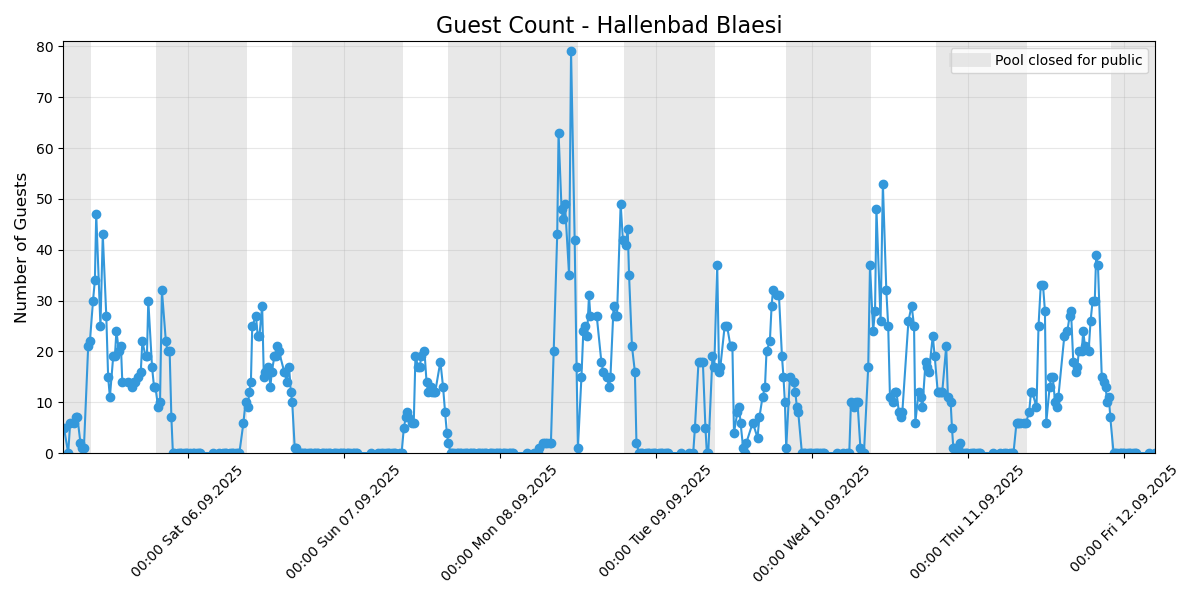 Guest Count - Hallenbad Blaesi
Pool closed for public
Number of Guests
80
70
60
50
40
30
20
10
0
00:00 Sat 06.09.2025
00:00 Sun 07.09.2025
00:00 Mon 08.09.2025
00:00 Tue 09.09.2025
00:00 Wed 10.09.2025
00:00 Thu 11.09.2025
00:00 Fri 12.09.2025